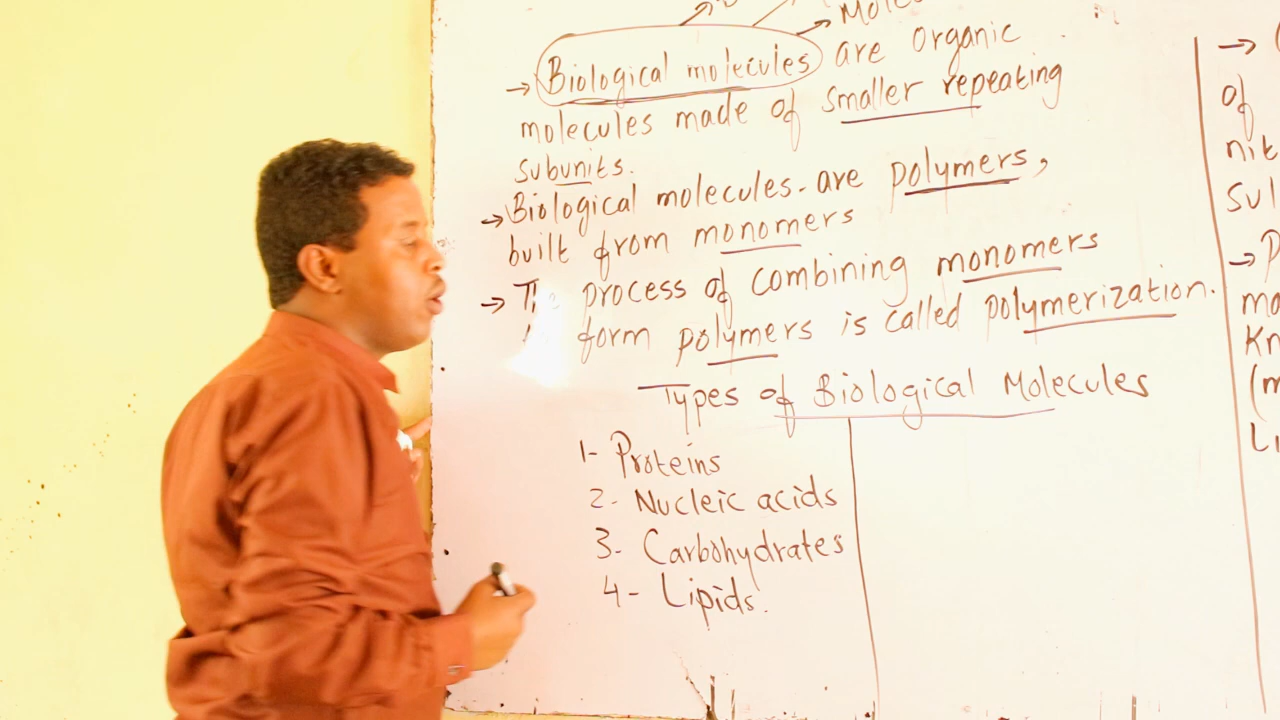 → Biological molecules are organic
molecules made of smaller repeating
subunits.
→ Biological molecules are polymers,
built from monomers
→ The process of combining monomers
form polymers is called polymerization.
Types of Biological Molecules
1- Proteins
2- Nucleic acids
3- Carbohydrates
4- Lipids.
→
of
→